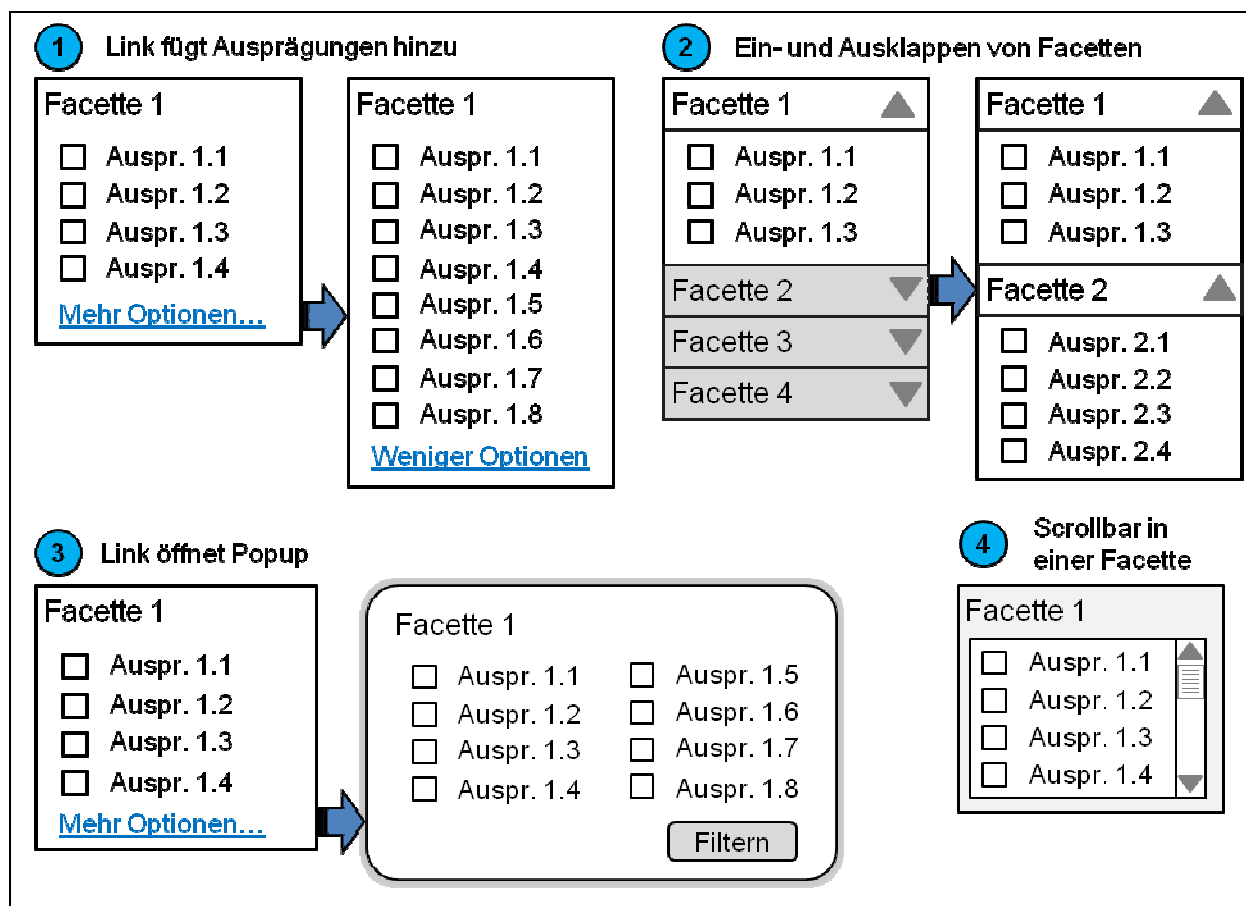 1 Link fügt Ausprägungen hinzu
Facette 1
Auspr. 1.1
Auspr. 1.2
Auspr. 1.3
Auspr. 1.4
Mehr Optionen...
Facette 1
Auspr. 1.1
Auspr. 1.2
Auspr. 1.3
Auspr. 1.4
Auspr. 1.5
Auspr. 1.6
Auspr. 1.7
Auspr. 1.8
Weniger Optionen
2 Ein- und Ausklappen von Facetten
Facette 1
Auspr. 1.1
Auspr. 1.2
Auspr. 1.3
Facette 2
Facette 3
Facette 4
Facette 1
Auspr. 1.1
Auspr. 1.2
Auspr. 1.3
Facette 2
Auspr. 2.1
Auspr. 2.2
Auspr. 2.3
Auspr. 2.4
3 Link öffnet Popup
Facette 1
Auspr. 1.1
Auspr. 1.2
Auspr. 1.3
Auspr. 1.4
Mehr Optionen...
Facette 1
Auspr. 1.1
Auspr. 1.2
Auspr. 1.3
Auspr. 1.4
Auspr. 1.5
Auspr. 1.6
Auspr. 1.7
Auspr. 1.8
Filtern
4 Scrollbar in
einer Facette
Facette 1
Auspr. 1.1
Auspr. 1.2
Auspr. 1.3
Auspr. 1.4